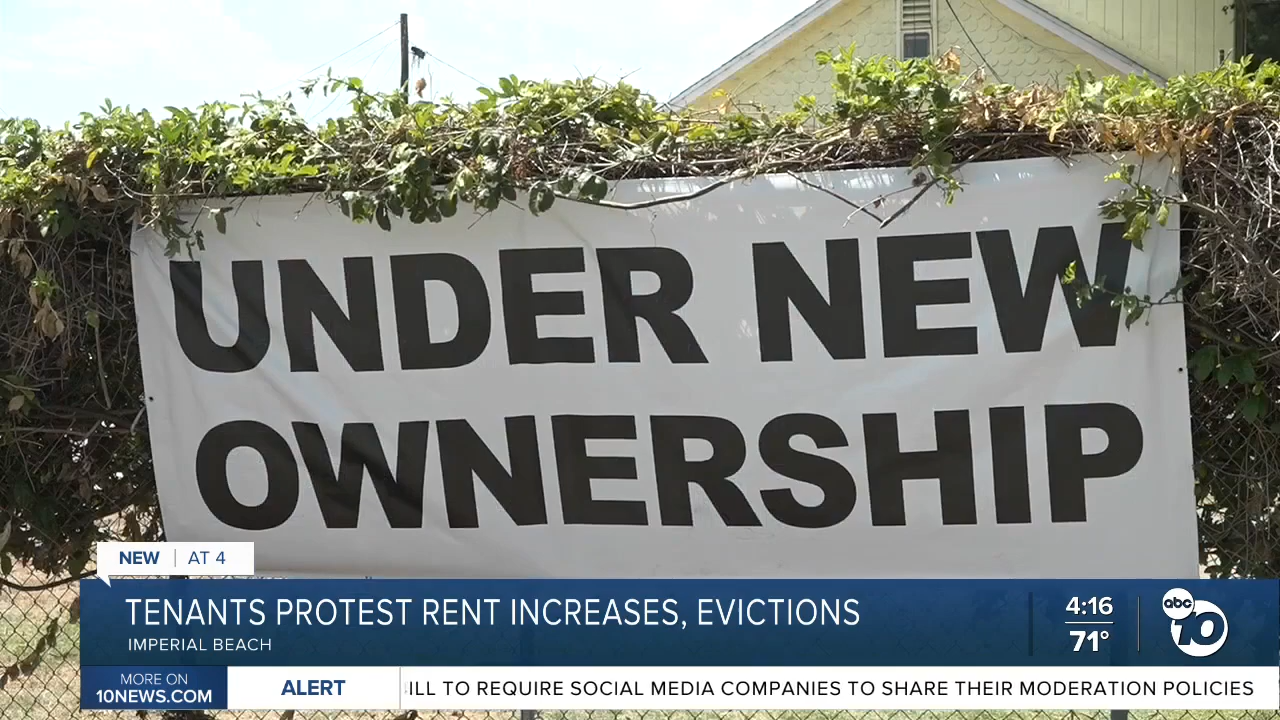 UNDER NEW
OWNERSHIP
NEW | AT 4
TENANTS PROTEST RENT INCREASES, EVICTIONS
IMPERIAL BEACH
4:16
71°
abc
10
MORE ON
10NEWS.COM
ALERT
ILL TO REQUIRE SOCIAL MEDIA COMPANIES TO SHARE THEIR MODERATION POLICIES